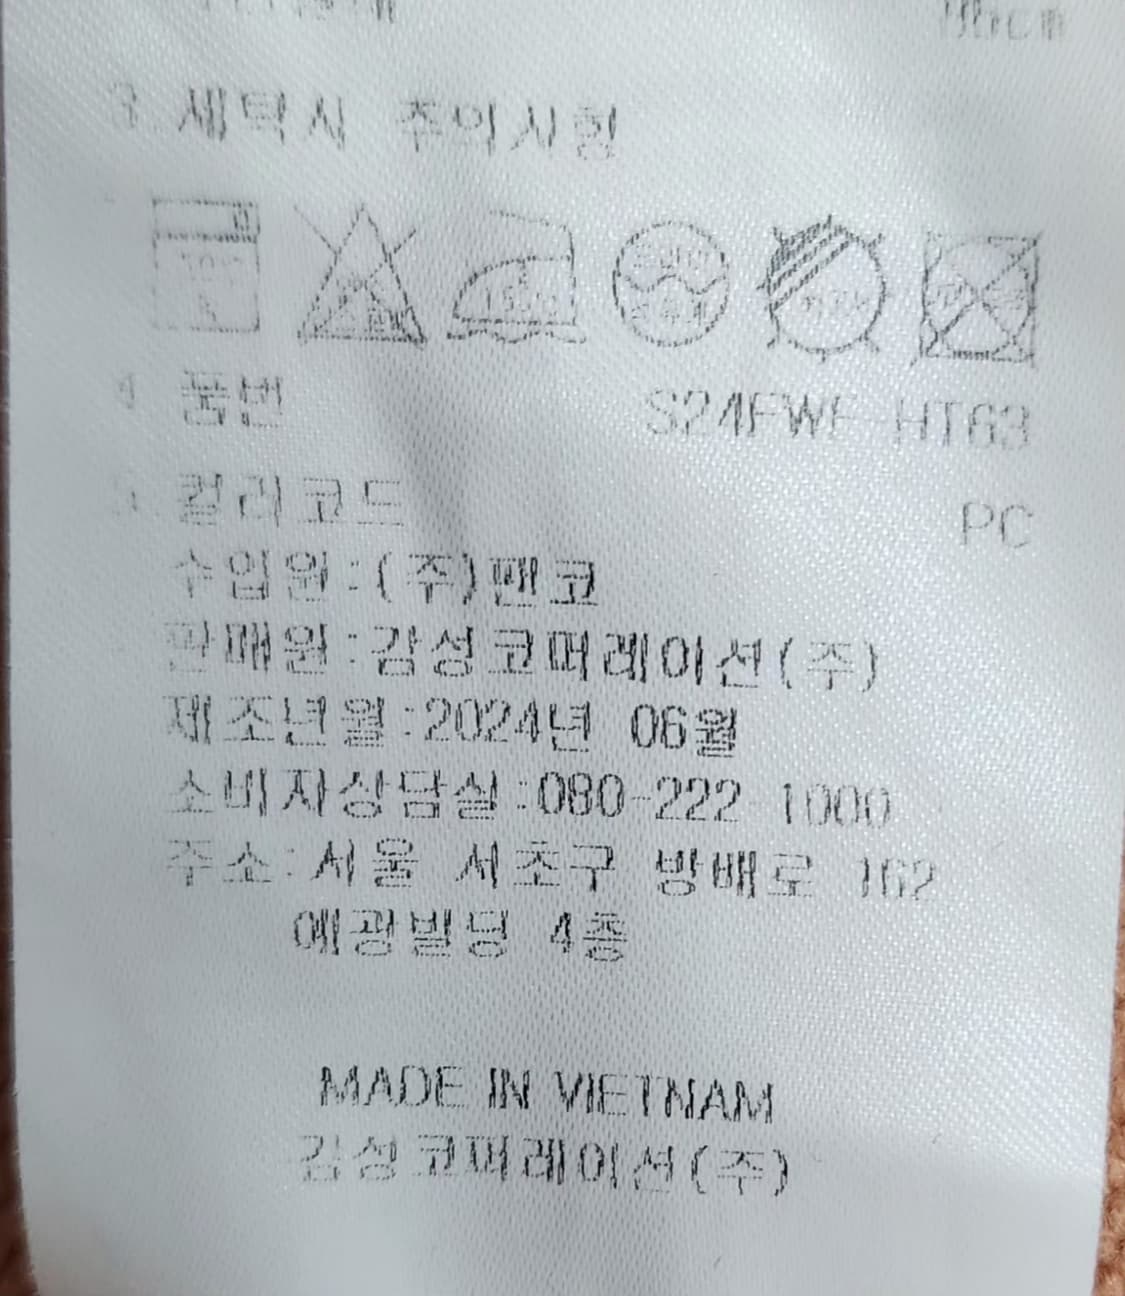 3. 세탁시 주의사항
4. 품번 S24FWF-HT63
5. 컬러코드 PC
수입원:(주)팬코
판매원:감성코퍼레이션(주)
제조년월:2024년 06월
소비자상담실:080-222 1000
주소:서울 서초구 방배로 162
예광빌딩 4층
MADE IN VIETNAM
감성코퍼레이션(주)